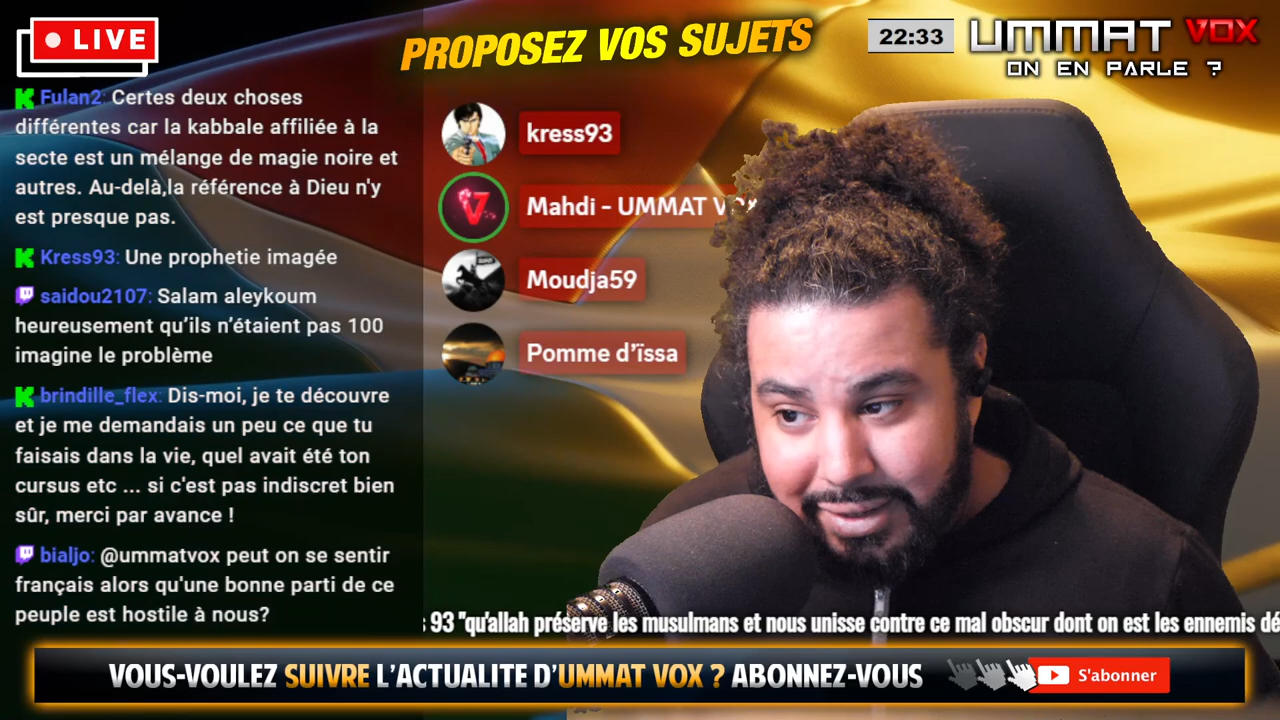 LIVE
PROPOSEZ VOS SUJETS
22:33
UMMAT VOX
ON EN PARLE ?
Fulan2: Certes deux choses
différentes car la kabbale affiliée à la
secte est un mélange de magie noire et
autres. Au-delà,la référence à Dieu n'y
est presque pas.
Kress93: Une prophetie imagée
saidou2107: Salam aleykoum
heureusement qu'ils n'étaient pas 100
imagine le problème
brindille_flex: Dis-moi, je te découvre
et je me demandais un peu ce que tu
faisais dans la vie, quel avait été ton
cursus etc ... si c'est pas indiscret bien
sûr, merci par avance !
bialjo: @ummatvox peut on se sentir
français alors qu'une bonne parti de ce
peuple est hostile à nous?
kress93
Mahdi - UMMAT VOX
Moudja59
Pomme d'ïssa
93 "qu'allah préserve les musulmans et nous unisse contre ce mal obscur dont on est les ennemis dé
VOUS-VOULEZ SUIVRE L'ACTUALITE D'UMMAT VOX ? ABONNEZ-VOUS
S'abonner